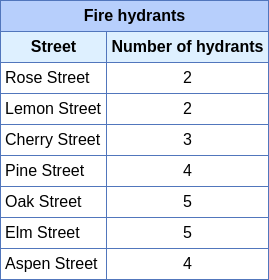 Fire hydrants
Street Number of hydrants
Rose Street 2
Lemon Street 2
Cherry Street 3
Pine Street 4
Oak Street 5
Elm Street 5
Aspen Street 4